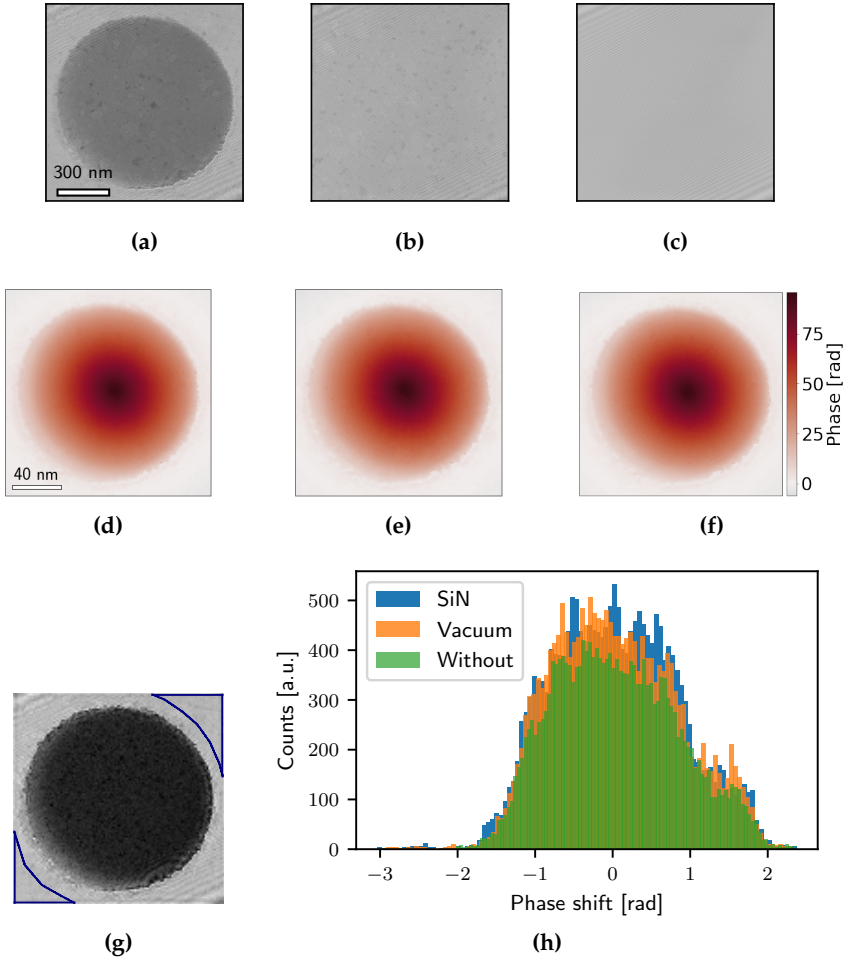 300 nm
(a)
(b)
(c)
40 nm
75
50
25
0
Phase [rad]
(d)
(e)
(f)
(g)
SiN
Vacuum
Without
Counts [a.u.]
500
400
300
200
100
0
−3
−2
−1
0
1
2
Phase shift [rad]
(h)